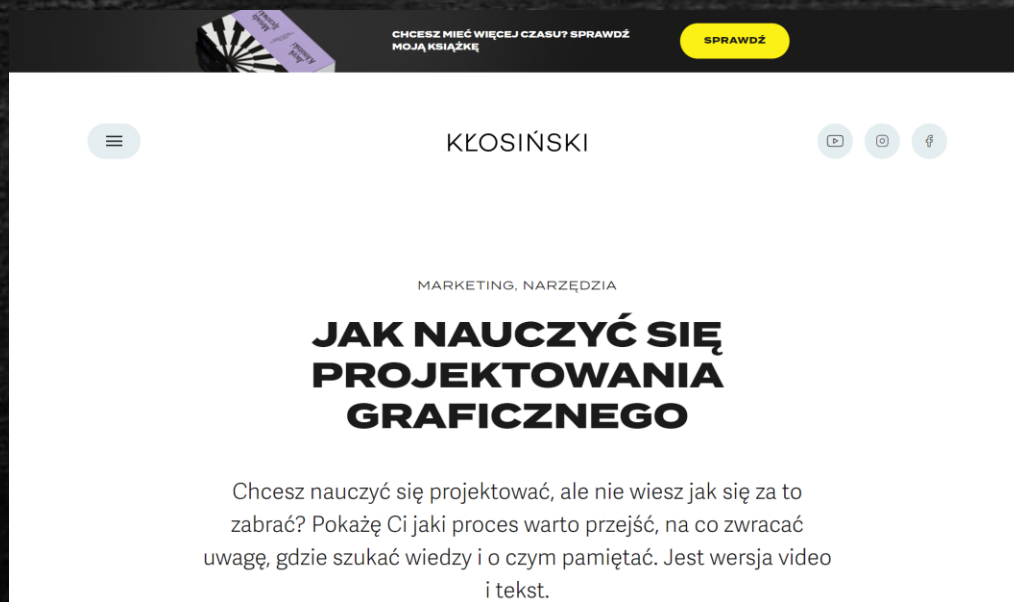 CHCESZ MIEĆ WIĘCEJ CZASU? SPRAWDŹ
MOJĄ KSIĄŻKĘ
SPRAWDŹ
KŁOSIŃSKI
MARKETING, NARZĘDZIA
JAK NAUCZYĆ SIĘ
PROJEKTOWANIA
GRAFICZNEGO
Chcesz nauczyć się projektować, ale nie wiesz jak się za to
zabrać? Pokażę Ci jaki proces warto przejść, na co zwracać
uwagę, gdzie szukać wiedzy i o czym pamiętać. Jest wersja video
i tekst.